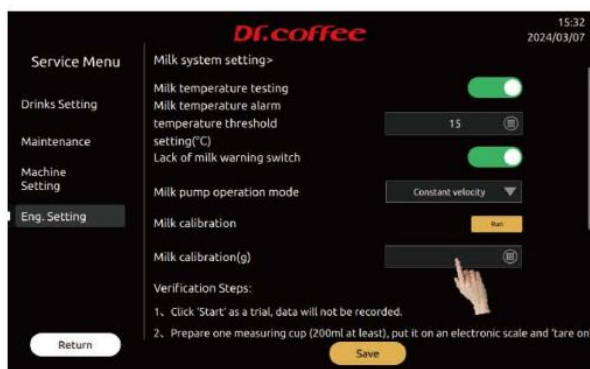 Dr.coffee
15:32
2024/03/07
Service Menu
Drinks Setting
Maintenance
Machine
Setting
Eng. Setting
Return
Milk system setting>
Milk temperature testing
Milk temperature alarm
temperature threshold
setting(°C)
15
Lack of milk warning switch
Milk pump operation mode
Constant velocity
Milk calibration
Run
Milk calibration(g)
Verification Steps:
1、Click 'Start' as a trial, data will not be recorded.
2、Prepare one measuring cup (200ml at least), put it on an electronic scale and 'tare on'
Save